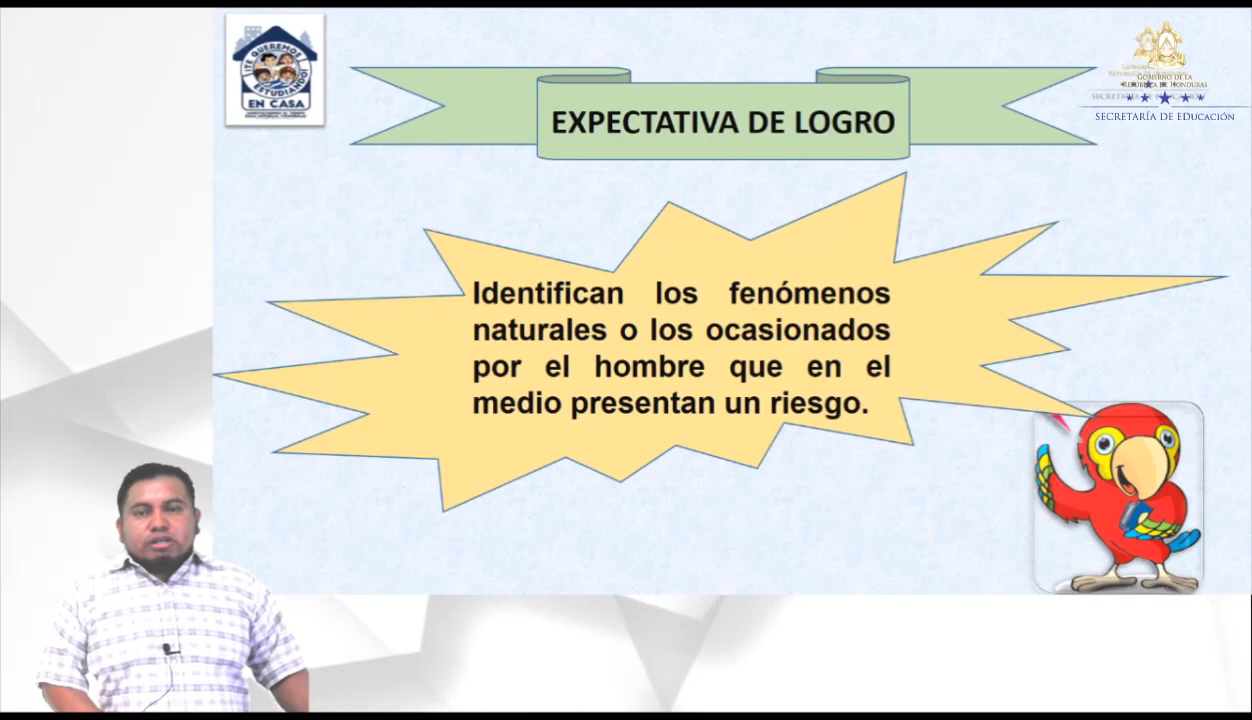 ¡TE QUEREMOS
ESTUDIANDO!
EN CASA
EXPECTATIVA DE LOGRO
GOBIERNO DE LA
REPÚBLICA DE HONDURAS
SECRETARÍA DE EDUCACIÓN
Identifican los fenómenos
naturales o los ocasionados
por el hombre que en el
medio presentan un riesgo.